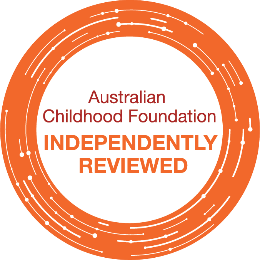 Australian
Childhood Foundation
INDEPENDENTLY
REVIEWED